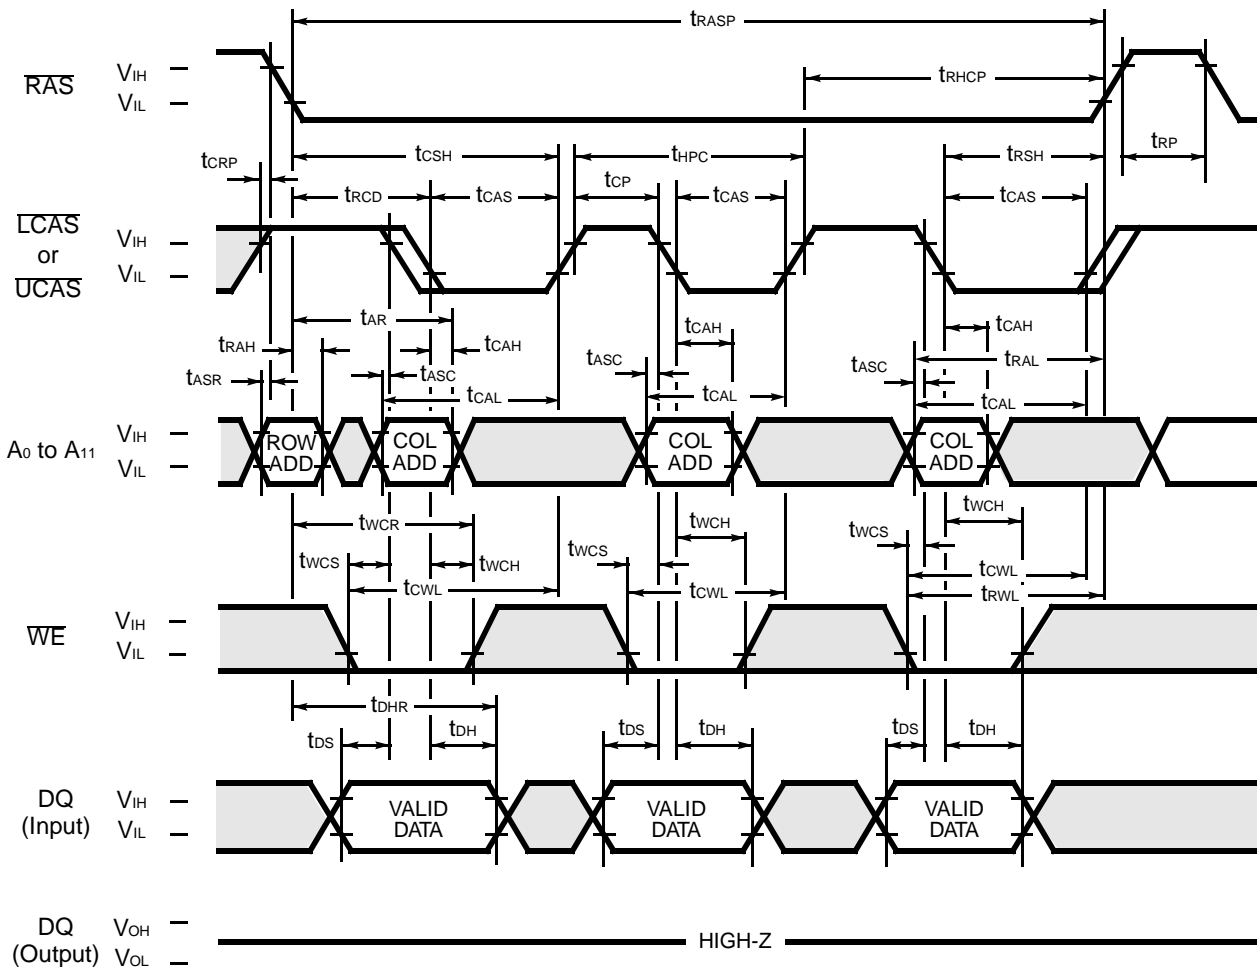 tRASP
RAS
VIH
VIL
tRHCP
tCRP
tCSH
tHPC
tRSH
tRP
tRCD
tCAS
tCP
tCAS
tCAS
LCAS
or
UCAS
VIH
VIL
tAR
tRAH
tCAH
tCAH
tCAH
tASR
tASC
tASC
tASC
tRAL
tCAL
tCAL
tCAL
A0 to A11
VIH
VIL
ROW
ADD
COL
ADD
COL
ADD
COL
ADD
tWCR
tWCH
tWCH
tWCS
tWCH
tWCS
tWCS
tCWL
tCWL
tCWL
tRWL
WE
VIH
VIL
tDHR
tDS
tDH
tDS
tDH
tDS
tDH
DQ
(Input)
VIH
VIL
VALID
DATA
VALID
DATA
VALID
DATA
DQ
(Output)
VOH
VOL
HIGH-Z